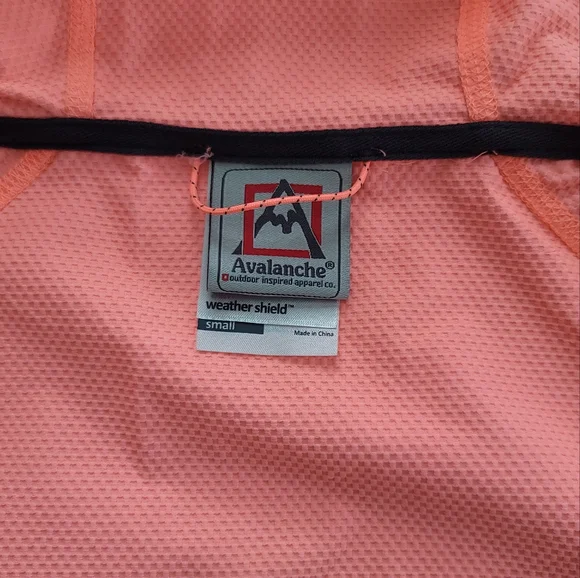 Avalanche®
outdoor inspired apparel co.
weather shield™
small
Made in China